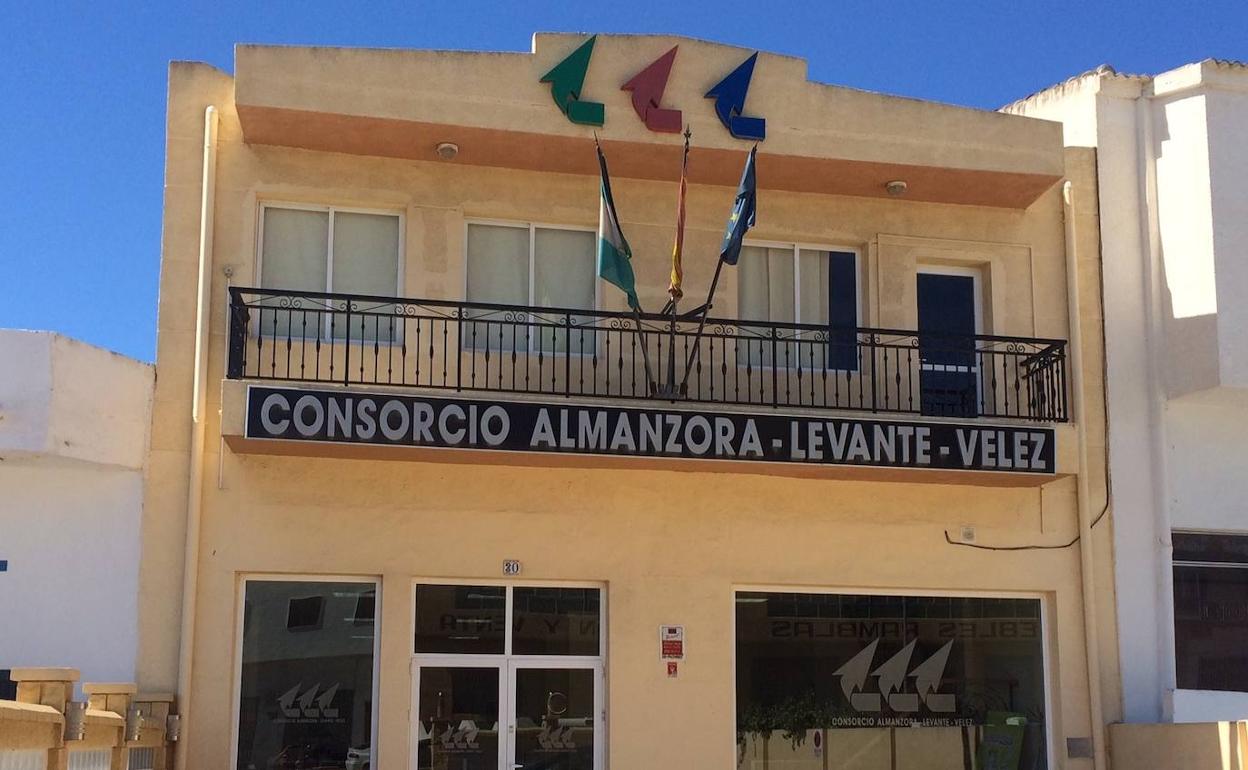 CONSORCIO ALMANZORA - LEVANTE - VELEZ
20
CONSORCIO ALMANZORA - LEVANTE - VELEZ